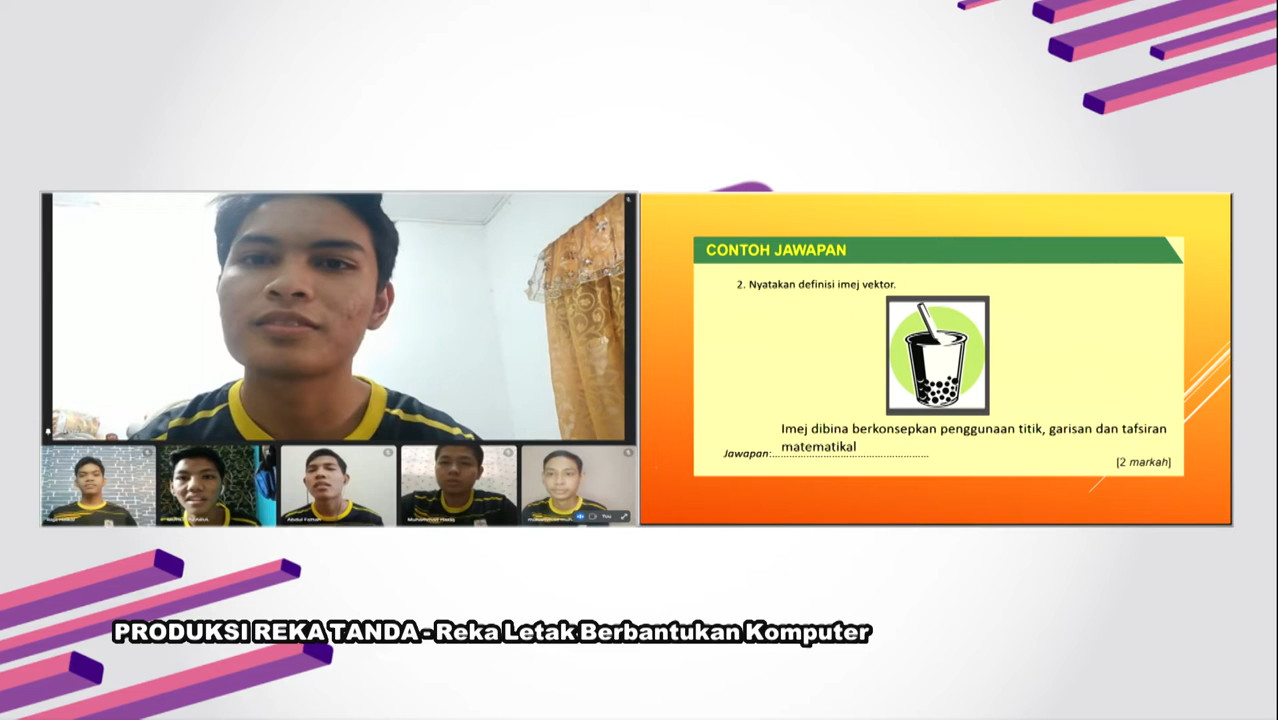 CONTOH JAWAPAN
2. Nyatakan definisi imej vektor.
Imej dibina berkonsepkan penggunaan titik, garisan dan tafsiran
matematikal
Jawapan:
[2 markah]
You
PRODUKSI REKA TANDA - Reka Letak Berbantukan Komputer